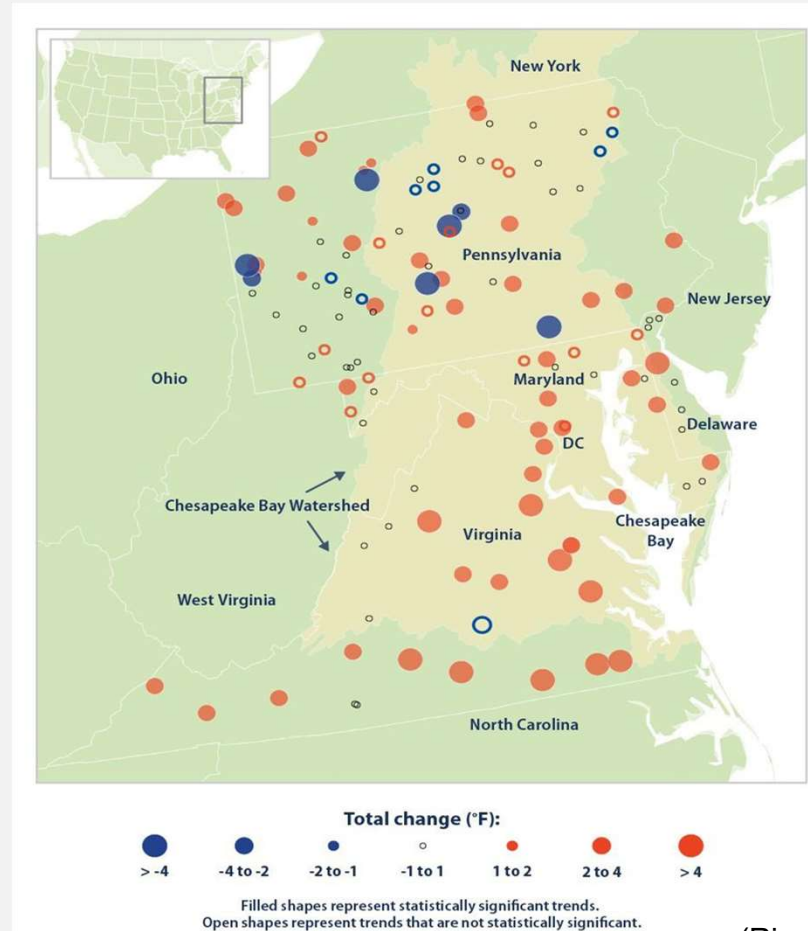 New York
Pennsylvania
New Jersey
Ohio
Maryland
Delaware
DC
Chesapeake Bay Watershed
Chesapeake
Bay
Virginia
West Virginia
North Carolina
Total change (°F):
> -4
-4 to -2
-2 to -1
-1 to 1
1 to 2
2 to 4
> 4
Filled shapes represent statistically significant trends.
Open shapes represent trends that are not statistically significant.